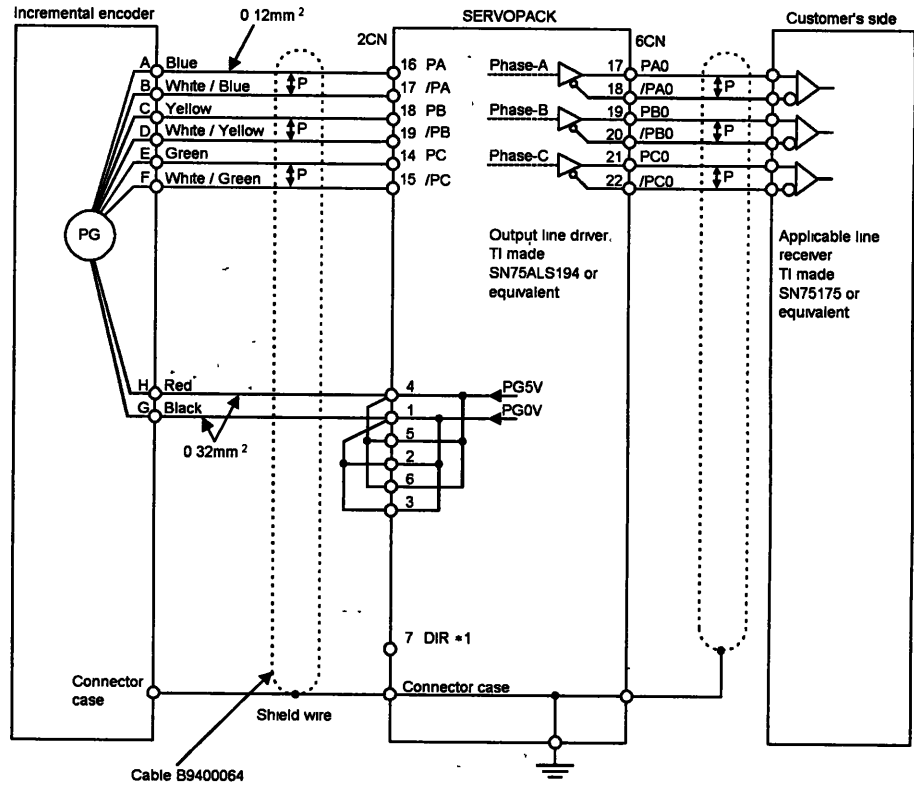 Incremental encoder
0 12mm²
SERVOPACK
Customer's side
2CN
6CN
A Blue
16 PA
Phase-A
17 PA0
P
B White / Blue
17 /PA
18 /PA0
P
C Yellow
18 PB
Phase-B
19 PB0
P
D White / Yellow
19 /PB
20 /PB0
P
E Green
14 PC
Phase-C
21 PC0
P
F White / Green
15 /PC
22 /PC0
P
PG
Output line driver.
TI made
SN75ALS194 or
equivalent
Applicable line
receiver
TI made
SN75175 or
equivalent
H Red
4
PG5V
G Black
1
PG0V
0 32mm²
5
2
6
3
7 DIR *1
Connector
case
Connector case
Shield wire
Cable B9400064